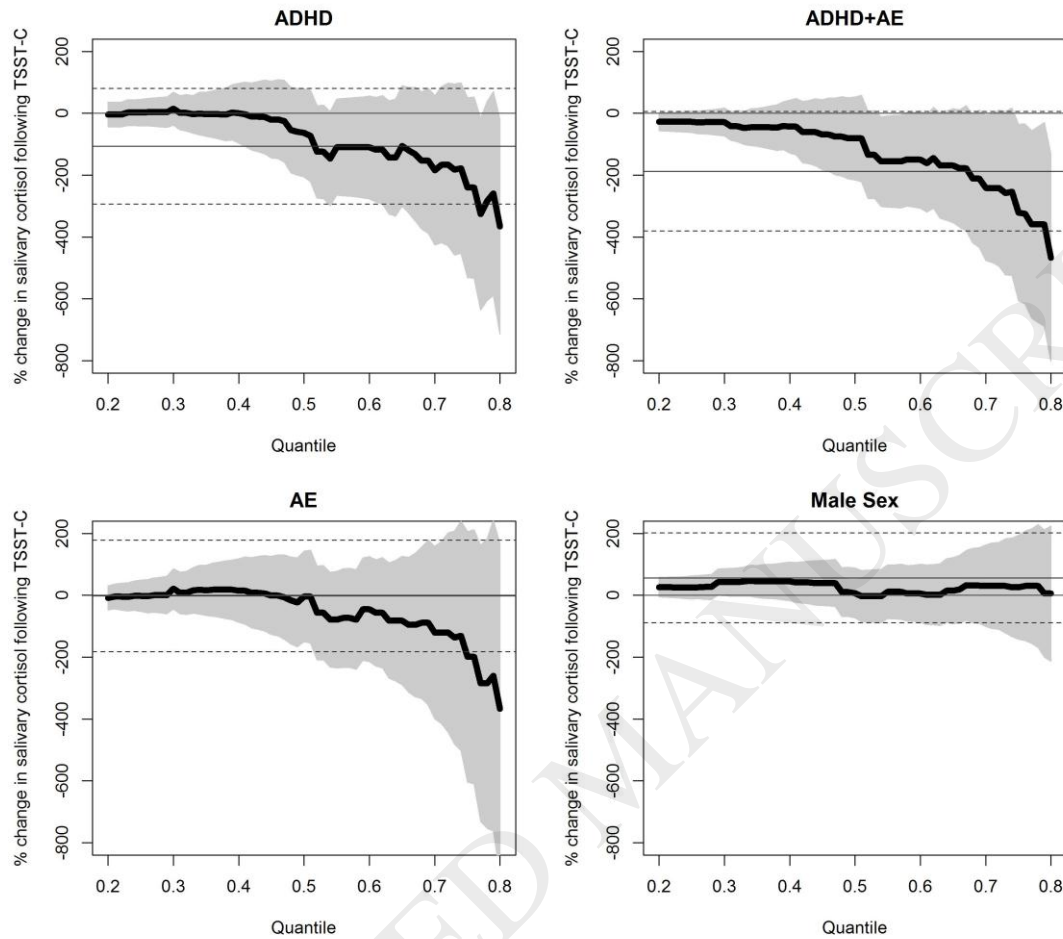 ADHD
% change in salivary cortisol following TSST-C
200
0
-200
-400
-600
-800
0.2 0.3 0.4 0.5 0.6 0.7 0.8
Quantile
ADHD+AE
% change in salivary cortisol following TSST-C
200
0
-200
-400
-600
-800
0.2 0.3 0.4 0.5 0.6 0.7 0.8
Quantile
AE
% change in salivary cortisol following TSST-C
200
0
-200
-400
-600
-800
0.2 0.3 0.4 0.5 0.6 0.7 0.8
Quantile
Male Sex
% change in salivary cortisol following TSST-C
200
0
-200
-400
-600
-800
0.2 0.3 0.4 0.5 0.6 0.7 0.8
Quantile
ED MANUSCR